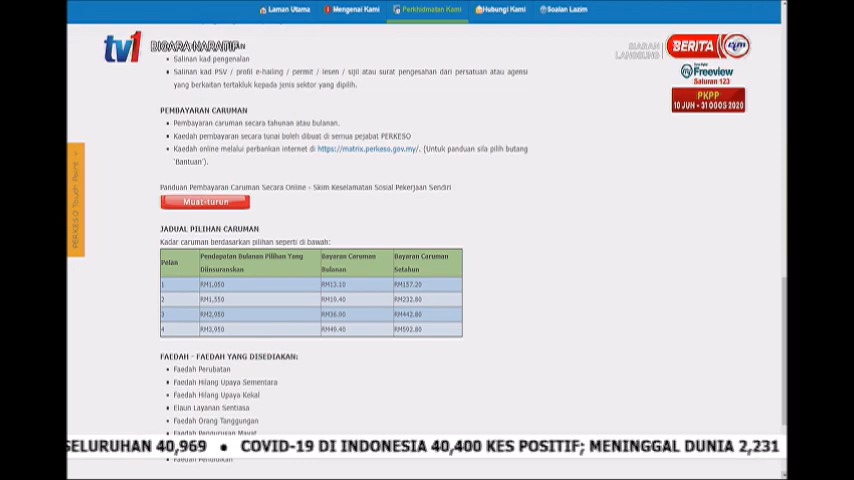 Laman Utama
Mengenai Kami
Perkhidmatan Kami
Hubungi Kami
Soalan Lazim
tv1
BICARA NARATIF
SIARAN
LANGSUNG
BERITA rtm
Freeview
Saluran 123
PKPP
10 JUN - 31 OGOS 2020
Salinan kad pengenalan
Salinan kad PSV / profil e-hailing / permit / lesen / sijil atau surat pengesahan dari persatuan atau agensi
yang berkaitan tertakluk kepada jenis sektor yang dipilih.
PEMBAYARAN CARUMAN
Pembayaran caruman secara tahunan atau bulanan.
Kaedah pembayaran secara tunai boleh dibuat di semua pejabat PERKESO
Kaedah online melalui perbankan internet di https://matrix.perkeso.gov.my/. (Untuk panduan sila pilih butang
'Bantuan').
PERKESO Touch Point
Panduan Pembayaran Caruman Secara Online - Skim Keselamatan Sosial Pekerjaan Sendiri
Muat-turun
JADUAL PILIHAN CARUMAN
Kadar caruman berdasarkan pilihan seperti di bawah:
Pelan Pendapatan Bulanan Pilihan Yang Diinsuranskan Bayaran Caruman Bulanan Bayaran Caruman Setahun
1 RM1,050 RM13.10 RM157.20
2 RM1,550 RM19.40 RM232.80
3 RM2,950 RM36.90 RM442.80
4 RM3,950 RM49.40 RM592.80
FAEDAH - FAEDAH YANG DISEDIAKAN:
Faedah Perubatan
Faedah Hilang Upaya Sementara
Faedah Hilang Upaya Kekal
Elaun Layanan Sentiasa
Faedah Orang Tanggungan
Faedah Pengurusan Mayat
SELURUHAN 40,969 • COVID-19 DI INDONESIA 40,400 KES POSITIF; MENINGGAL DUNIA 2,231
Faedah Pendidikan